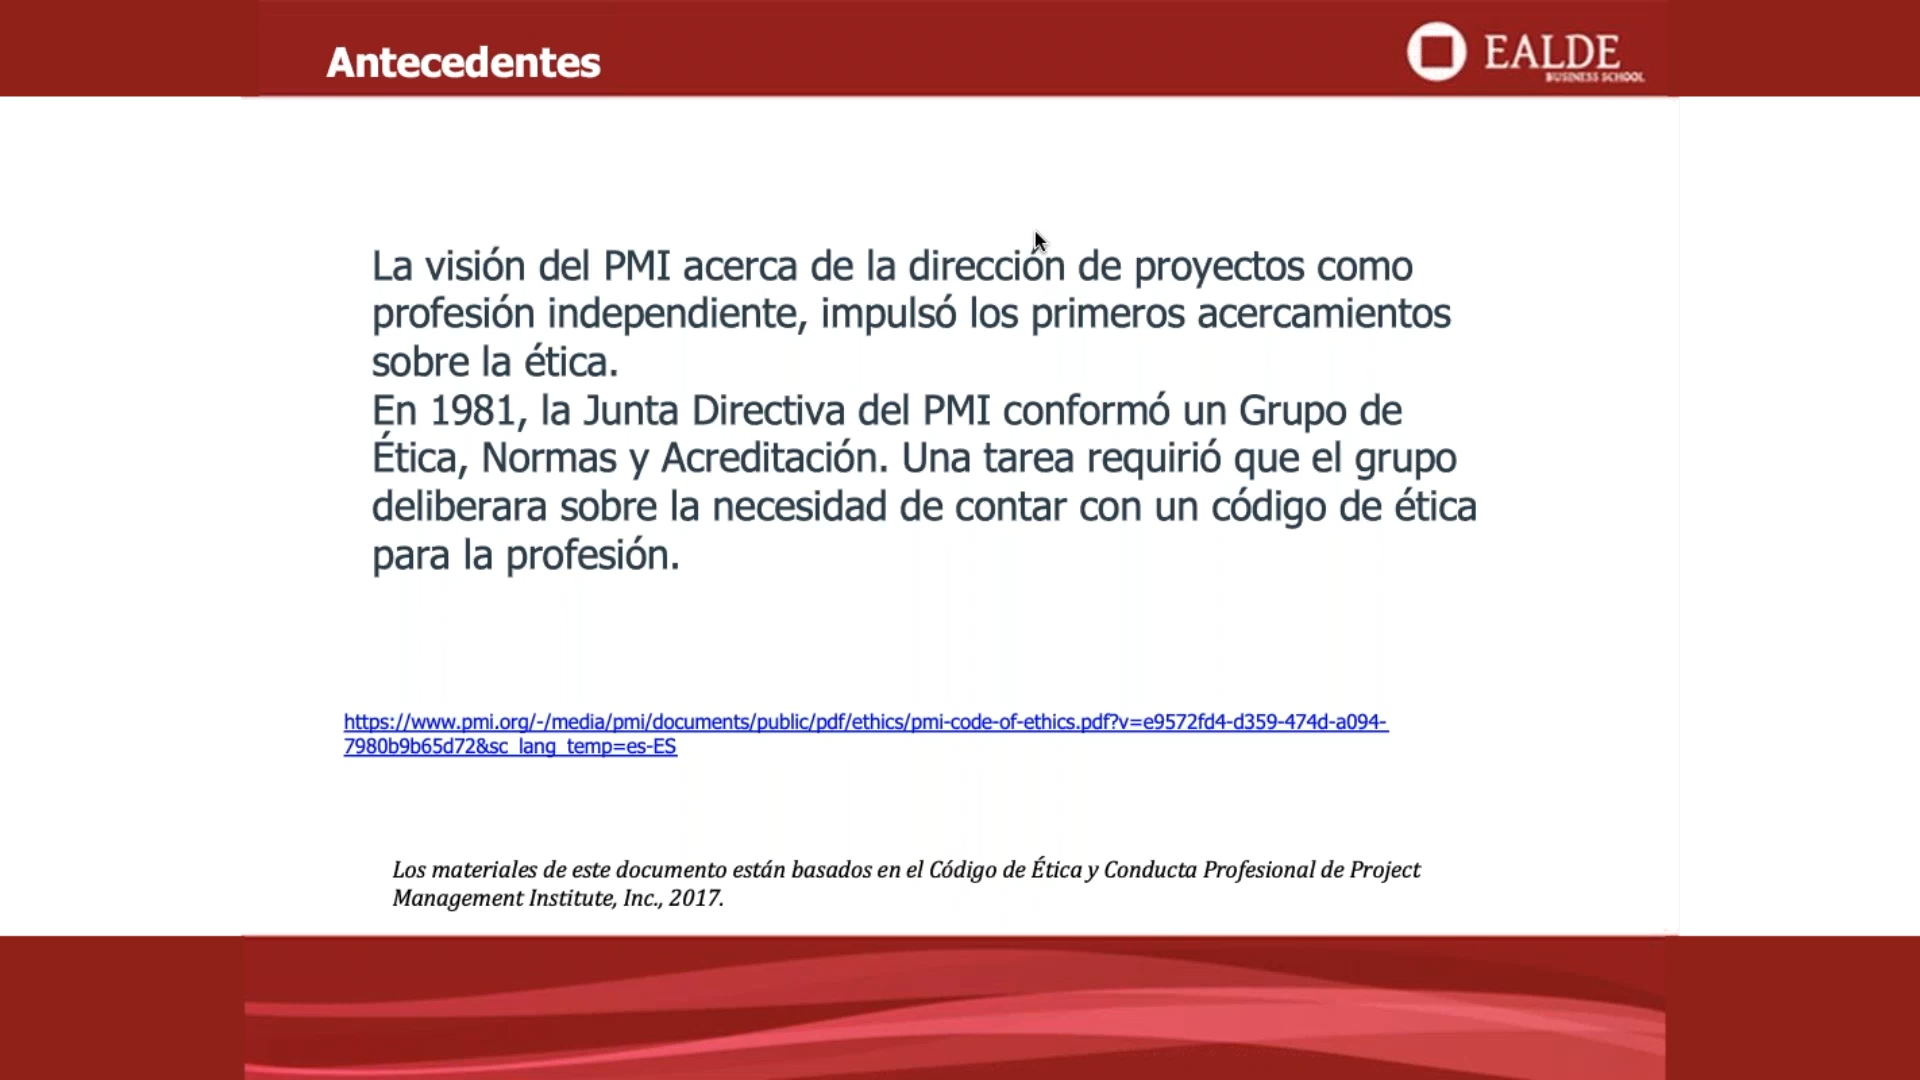 Antecedentes
EALDE
BUSINESS SCHOOL
La visión del PMI acerca de la dirección de proyectos como
profesión independiente, impulsó los primeros acercamientos
sobre la ética.
En 1981, la Junta Directiva del PMI conformó un Grupo de
Ética, Normas y Acreditación. Una tarea requirió que el grupo
deliberara sobre la necesidad de contar con un código de ética
para la profesión.
https://www.pmi.org/-/media/pmi/documents/public/pdf/ethics/pmi-code-of-ethics.pdf?v=e9572fd4-d359-474d-a094-
7980b9b65d72&sc_lang_temp=es-ES
Los materiales de este documento están basados en el Código de Ética y Conducta Profesional de Project
Management Institute, Inc., 2017.